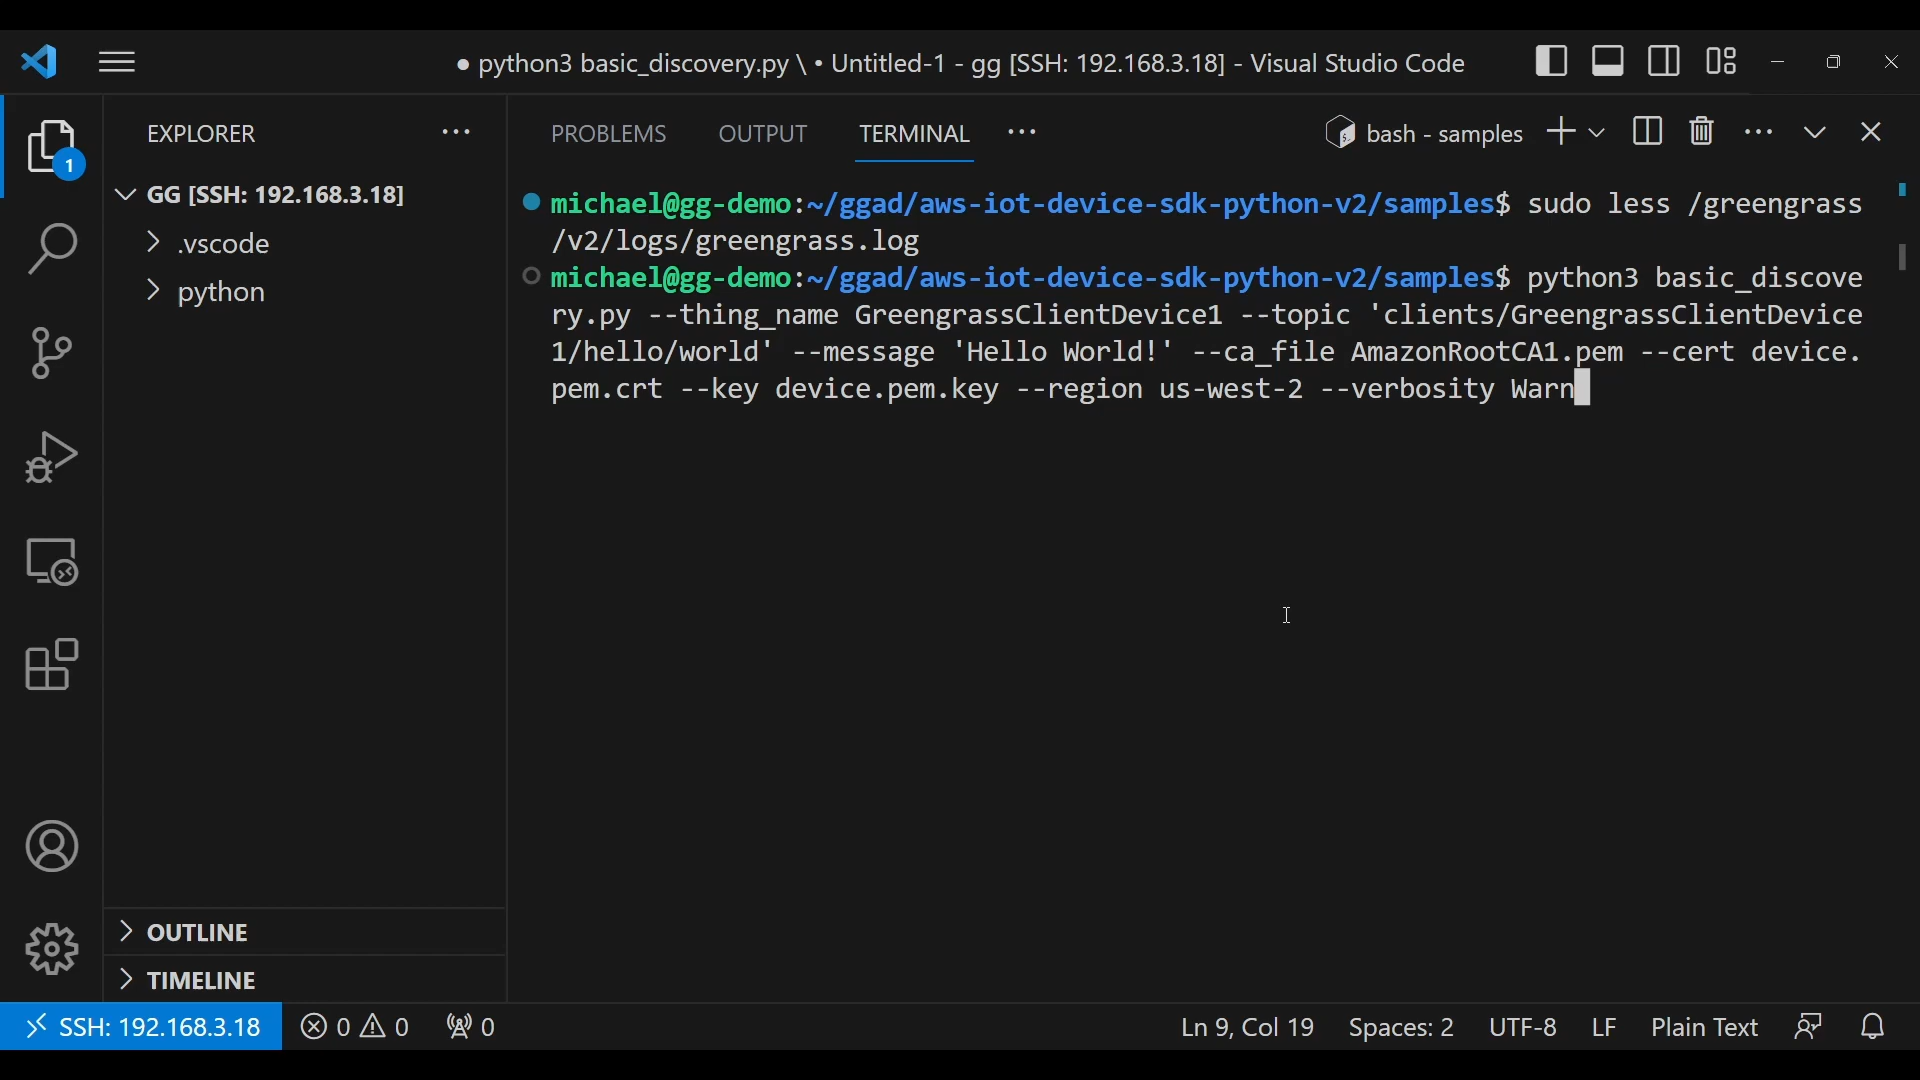 ● python3 basic_discovery.py \ • Untitled-1 - gg [SSH: 192.168.3.18] - Visual Studio Code
EXPLORER
GG [SSH: 192.168.3.18]
.vscode
python
OUTLINE
TIMELINE
1
PROBLEMS OUTPUT TERMINAL ···
bash - samples
michael@gg-demo:~/ggad/aws-iot-device-sdk-python-v2/samples$ sudo less /greengrass
/v2/logs/greengrass.log
michael@gg-demo:~/ggad/aws-iot-device-sdk-python-v2/samples$ python3 basic_discove
ry.py --thing_name GreengrassClientDevice1 --topic 'clients/GreengrassClientDevice
1/hello/world' --message 'Hello World!' --ca_file AmazonRootCA1.pem --cert device.
pem.crt --key device.pem.key --region us-west-2 --verbosity Warn
SSH: 192.168.3.18 0 0 0 Ln 9, Col 19 Spaces: 2 UTF-8 LF Plain Text